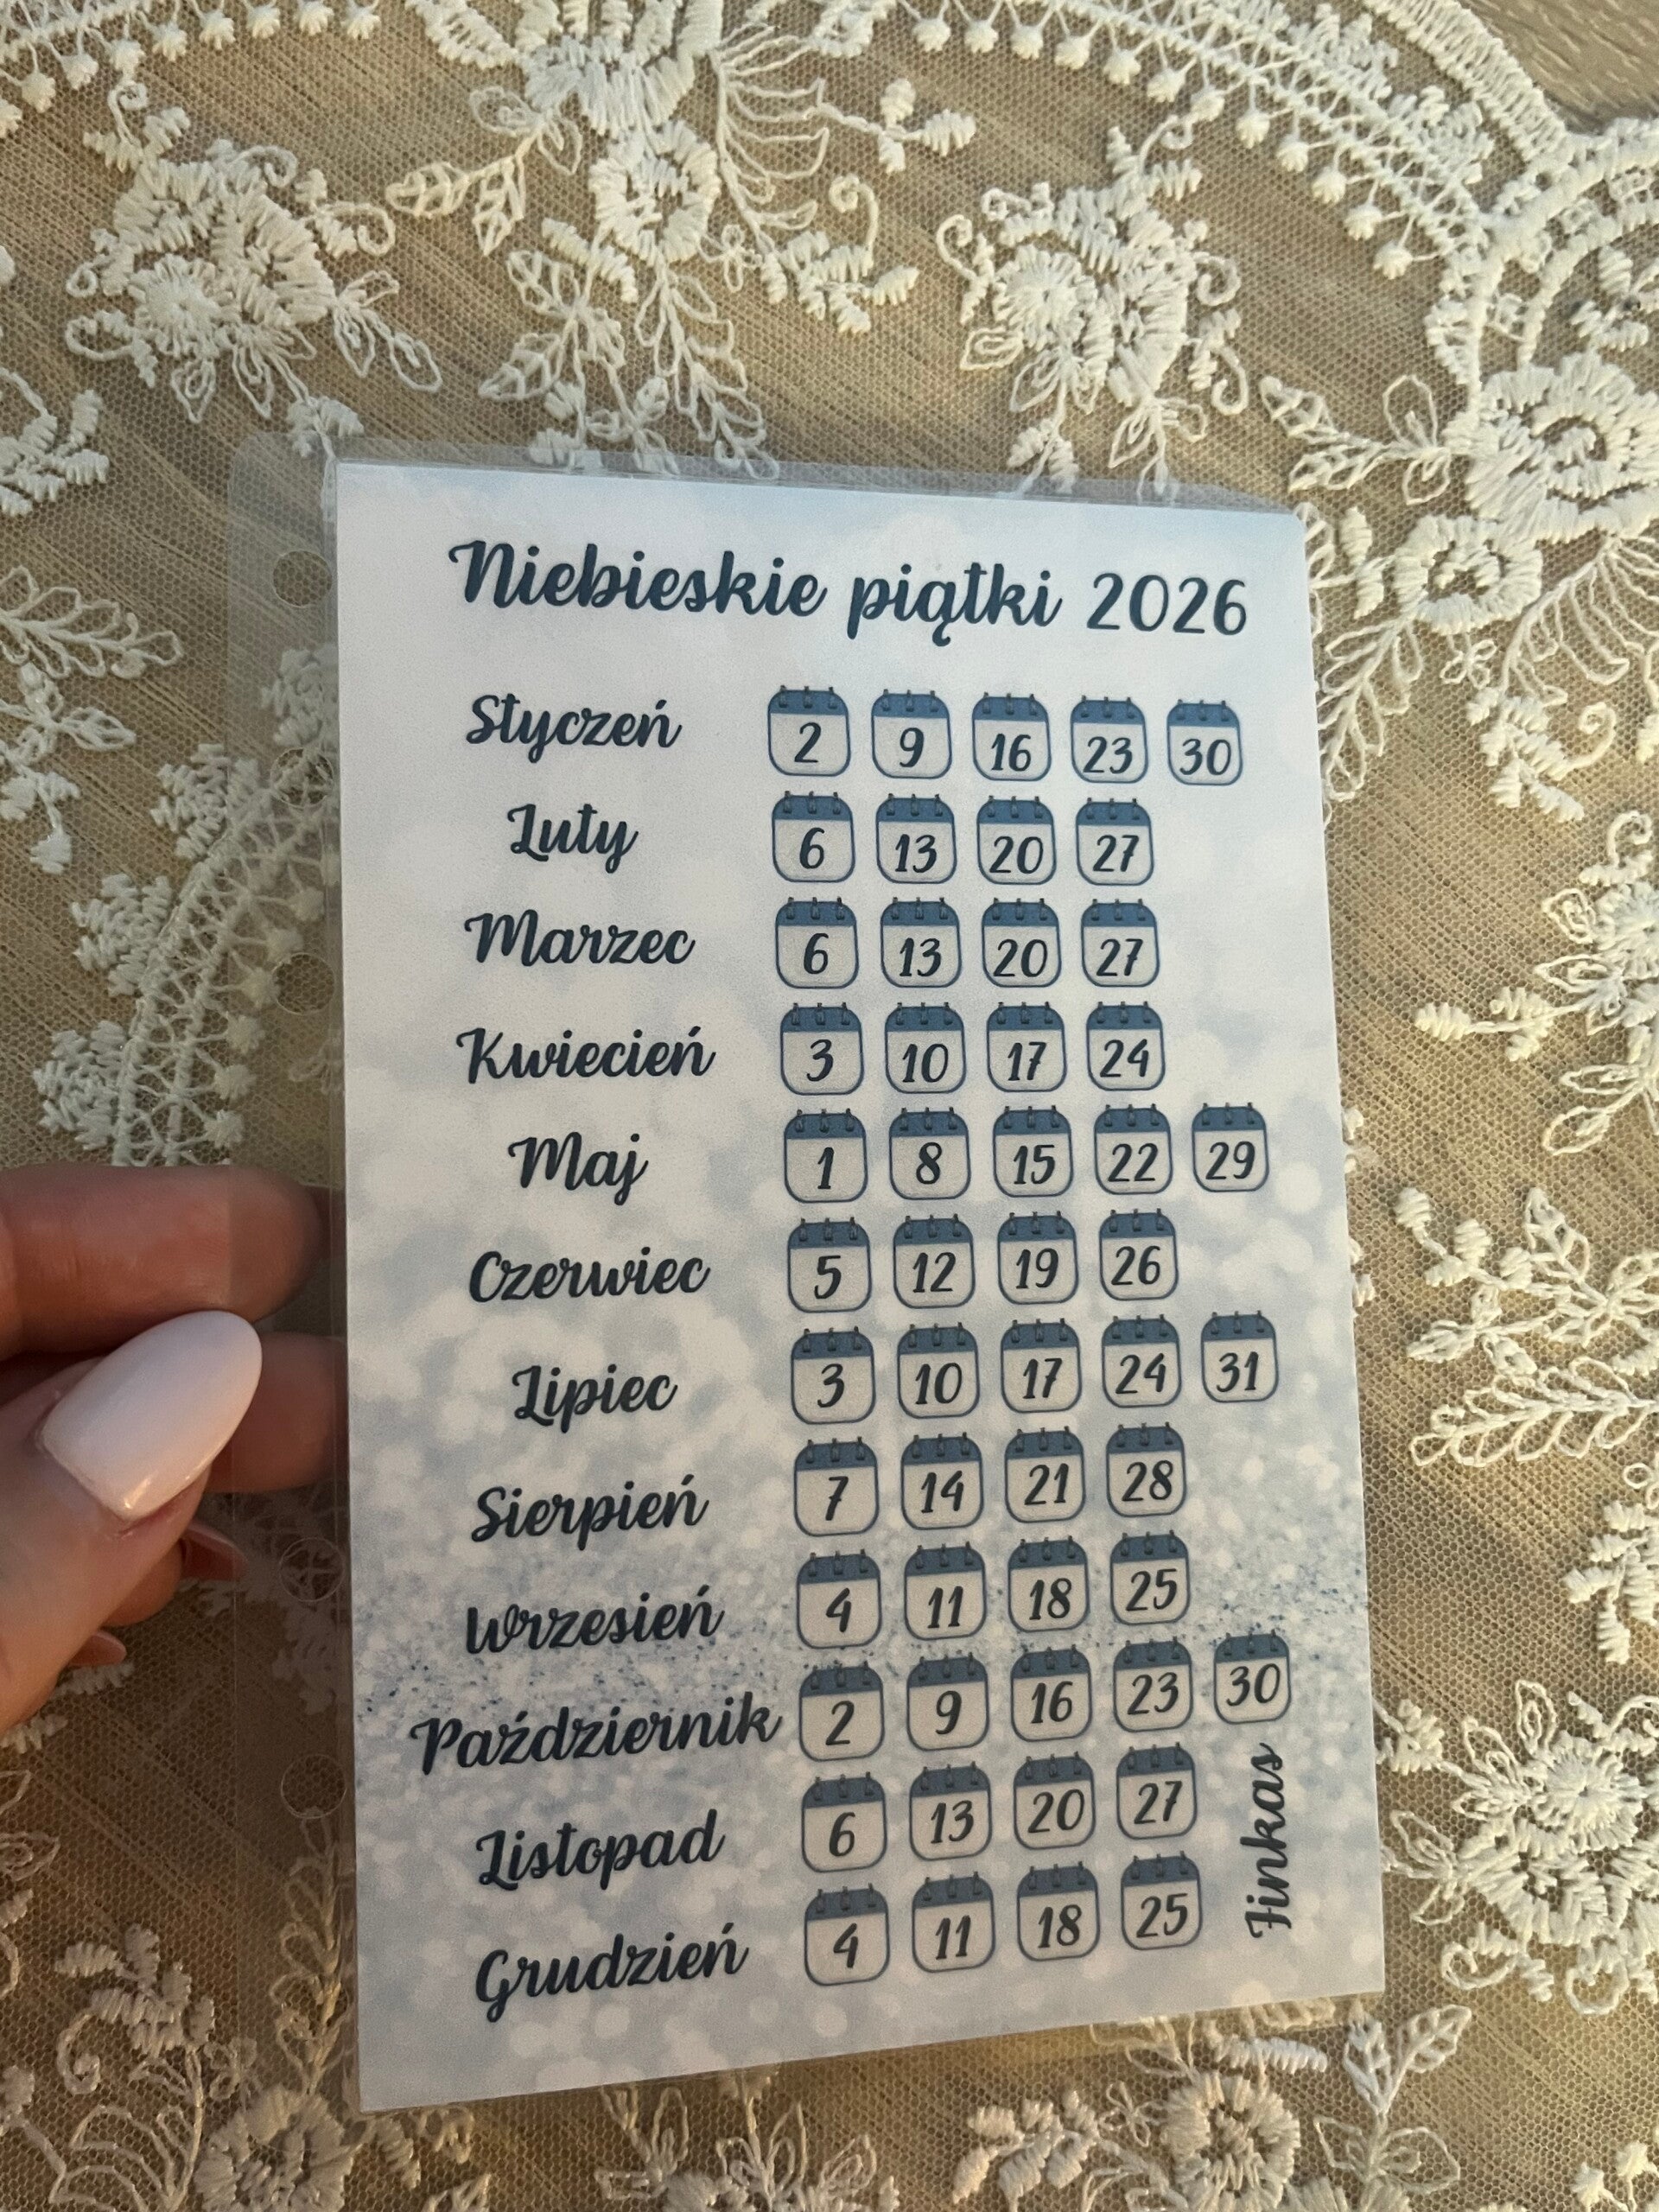 Niebieskie piątki 2026
Styczeń 2 9 16 23 30
Luty 6 13 20 27
Marzec 6 13 20 27
Kwiecień 3 10 17 24
Maj 1 8 15 22 29
Czerwiec 5 12 19 26
Lipiec 3 10 17 24 31
Sierpień 7 14 21 28
Wrzesień 4 11 18 25
Październik 2 9 16 23 30
Listopad 6 13 20 27
Grudzień 4 11 18 25
Finkas